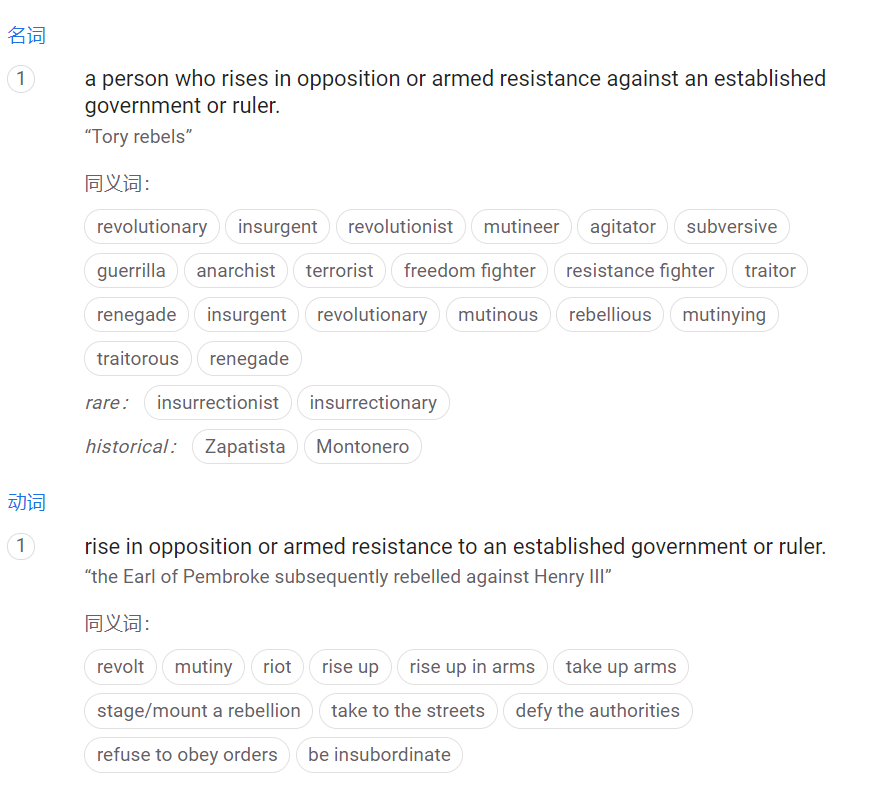 名词
1
a person who rises in opposition or armed resistance against an established
government or ruler.
“Tory rebels”
同义词：
revolutionary insurgent revolutionist mutineer agitator subversive
guerrilla anarchist terrorist freedom fighter resistance fighter traitor
renegade insurgent revolutionary mutinous rebellious mutinying
traitorous renegade
rare： insurrectionist insurrectionary
historical： Zapatista Montonero
动词
1
rise in opposition or armed resistance to an established government or ruler.
“the Earl of Pembroke subsequently rebelled against Henry III”
同义词：
revolt mutiny riot rise up rise up in arms take up arms
stage/mount a rebellion take to the streets defy the authorities
refuse to obey orders be insubordinate